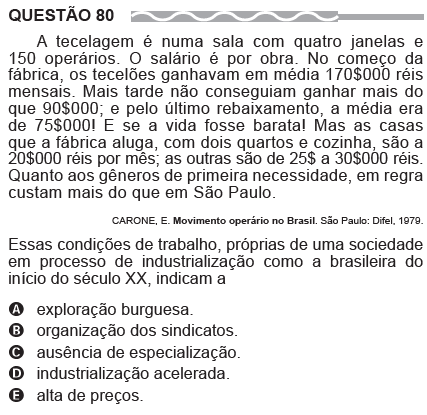 QUESTÃO 80
A tecelagem é numa sala com quatro janelas e
150 operários. O salário é por obra. No começo da
fábrica, os tecelões ganhavam em média 170$000 réis
mensais. Mais tarde não conseguiam ganhar mais do
que 90$000; e pelo último rebaixamento, a média era
de 75$000! E se a vida fosse barata! Mas as casas
que a fábrica aluga, com dois quartos e cozinha, são a
20$000 réis por mês; as outras são de 25$ a 30$000 réis.
Quanto aos gêneros de primeira necessidade, em regra
custam mais do que em São Paulo.
CARONE, E. Movimento operário no Brasil. São Paulo: Difel, 1979.
Essas condições de trabalho, próprias de uma sociedade
em processo de industrialização como a brasileira do
início do século XX, indicam a
A exploração burguesa.
B organização dos sindicatos.
C ausência de especialização.
D industrialização acelerada.
E alta de preços.